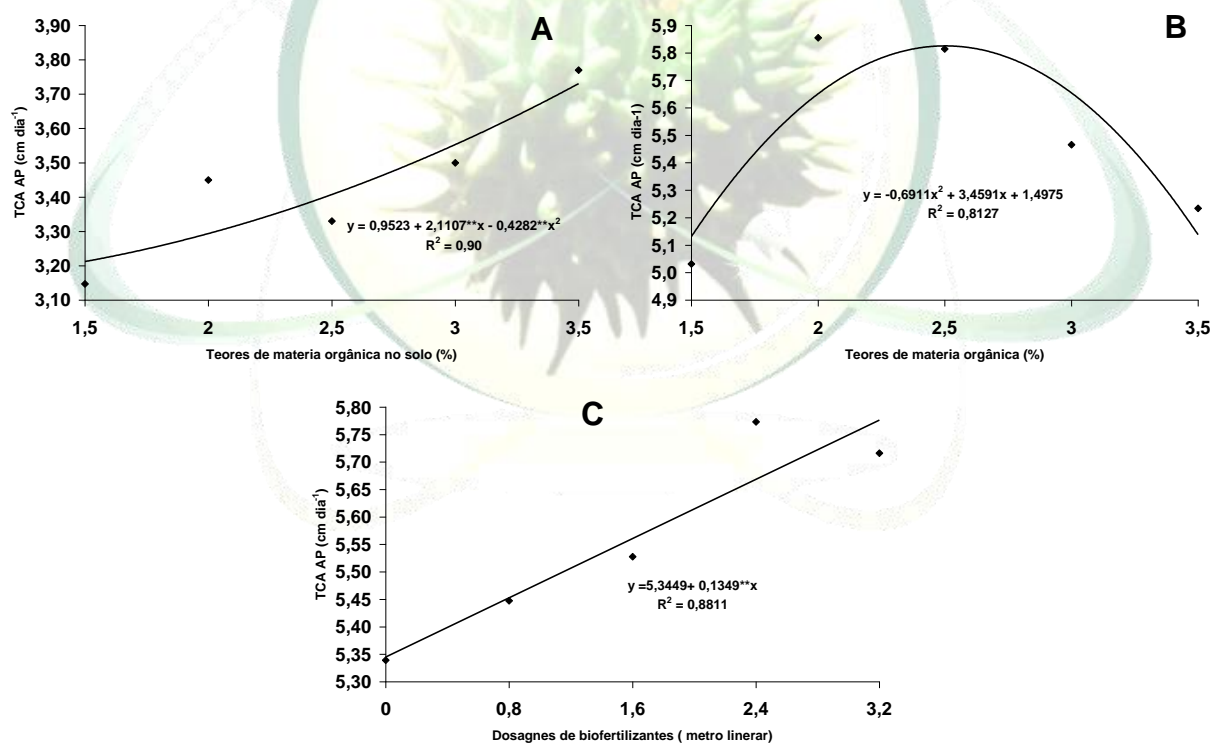 A
TCA AP (cm dia-1)
3,90
3,80
3,70
3,60
3,50
3,40
3,30
3,20
3,10
y = 0,9523 + 2,1107**x - 0,4282**x2
R2 = 0,90
1,5 2 2,5 3 3,5
Teores de materia orgânica no solo (%)
B
TCA AP (cm dia-1)
5,9
5,8
5,7
5,6
5,5
5,4
5,3
5,2
5,1
5,0
4,9
y = -0,6911x2 + 3,4591x + 1,4975
R2 = 0,8127
1,5 2 2,5 3 3,5
Teores de materia orgânica (%)
C
TCA AP (cm dia-1)
5,80
5,75
5,70
5,65
5,60
5,55
5,50
5,45
5,40
5,35
5,30
y =5,3449+ 0,1349**x
R2 = 0,8811
0 0,8 1,6 2,4 3,2
Dosagnes de biofertilizantes ( metro linerar)